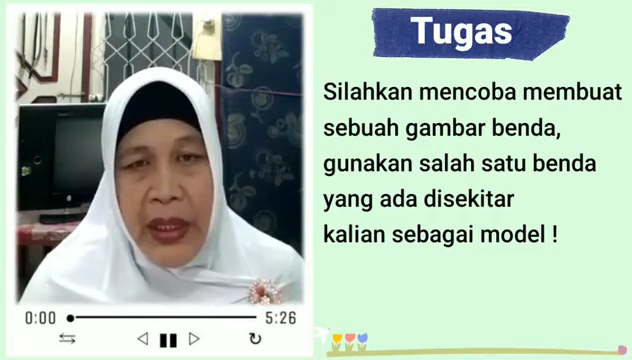 Tugas
Silahkan mencoba membuat
sebuah gambar benda,
gunakan salah satu benda
yang ada disekitar
kalian sebagai model !
0:00
5:26